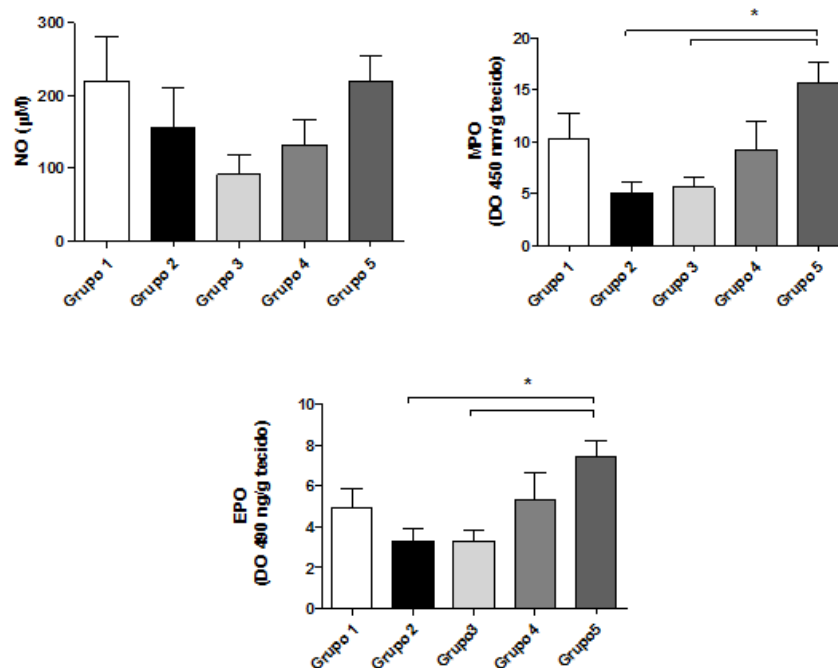 300
200
100
0
NO (µM)
Grupo 1
Grupo 2
Grupo 3
Grupo 4
Grupo 5
*
20
15
10
5
0
MPO
(DO 450 nm/g tecido)
Grupo 1
Grupo 2
Grupo 3
Grupo 4
Grupo 5
*
10
8
6
4
2
0
EPO
(DO 490 ng/g tecido)
Grupo 1
Grupo 2
Grupo3
Grupo 4
Grupo5